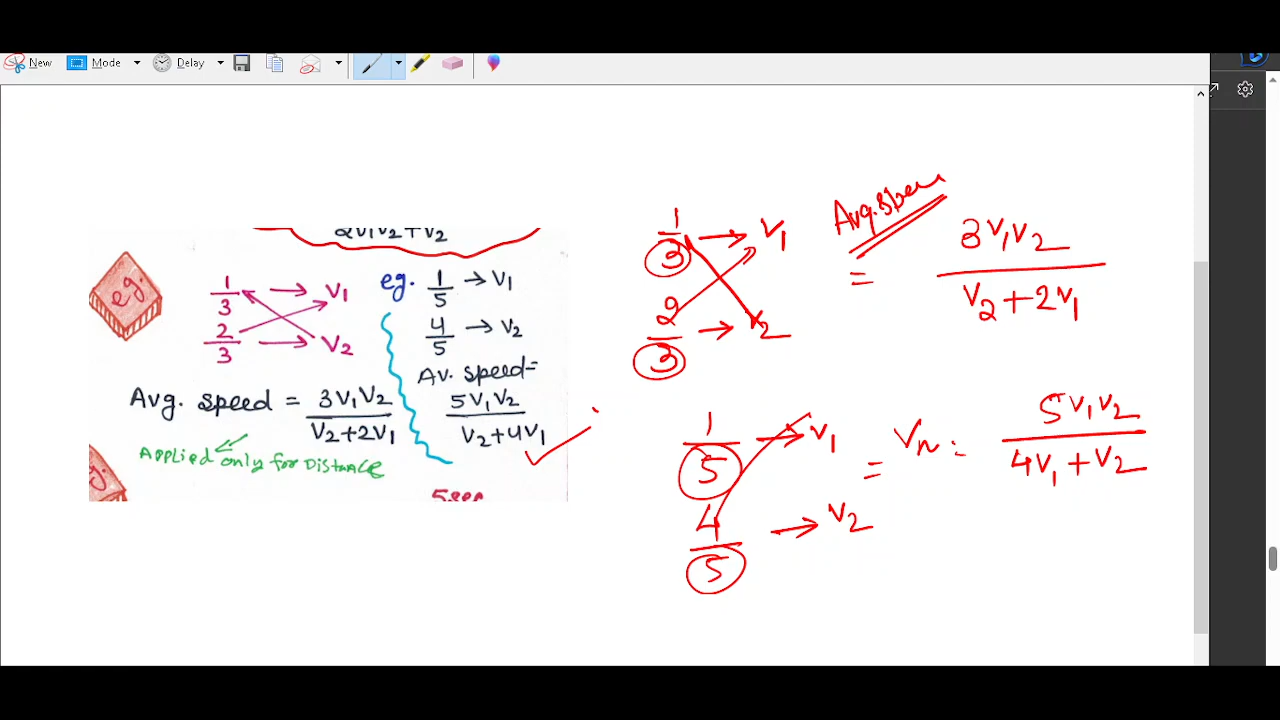 New Mode Delay
2v1v2+v2
eg.
1/3 → V1
2/3 → V2
Avg. speed = 3V1V2/V2+2V1
Applied only for Distance
eg. 1/5 → V1
4/5 → V2
Av. speed =
5V1V2/V2+4V1
1/3 → V1
2/3 → V2
Avg. speed
= 3V1V2/V2+2V1
1/5 → V1
4/5 → V2
= 5V1V2/4V1+V2